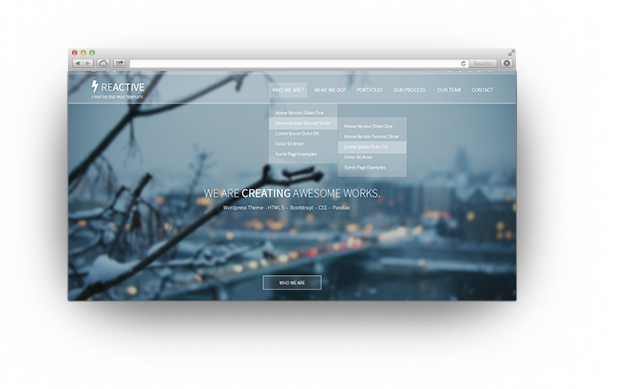 Reader
REACTIVE
CREATIVE ONE PAGE TEMPLATE
WHO WE ARE? WHAT WE DO? PORTFOLIO OUR PROCESS. OUR TEAM CONTACT
Home Version Slider One
Home Version Second Slider
Lorem Ipsum Dolor Sit
Dolor Sit Amet
Some Page Examples
Home Version Slider One
Home Version Second Slider
Lorem Ipsum Dolor Sit
Dolor Sit Amet
Some Page Examples
WE ARE CREATING AWESOME WORKS.
Wordpress Theme - HTML 5 - Bootstrapt - CSS - Parallax
WHO WE ARE